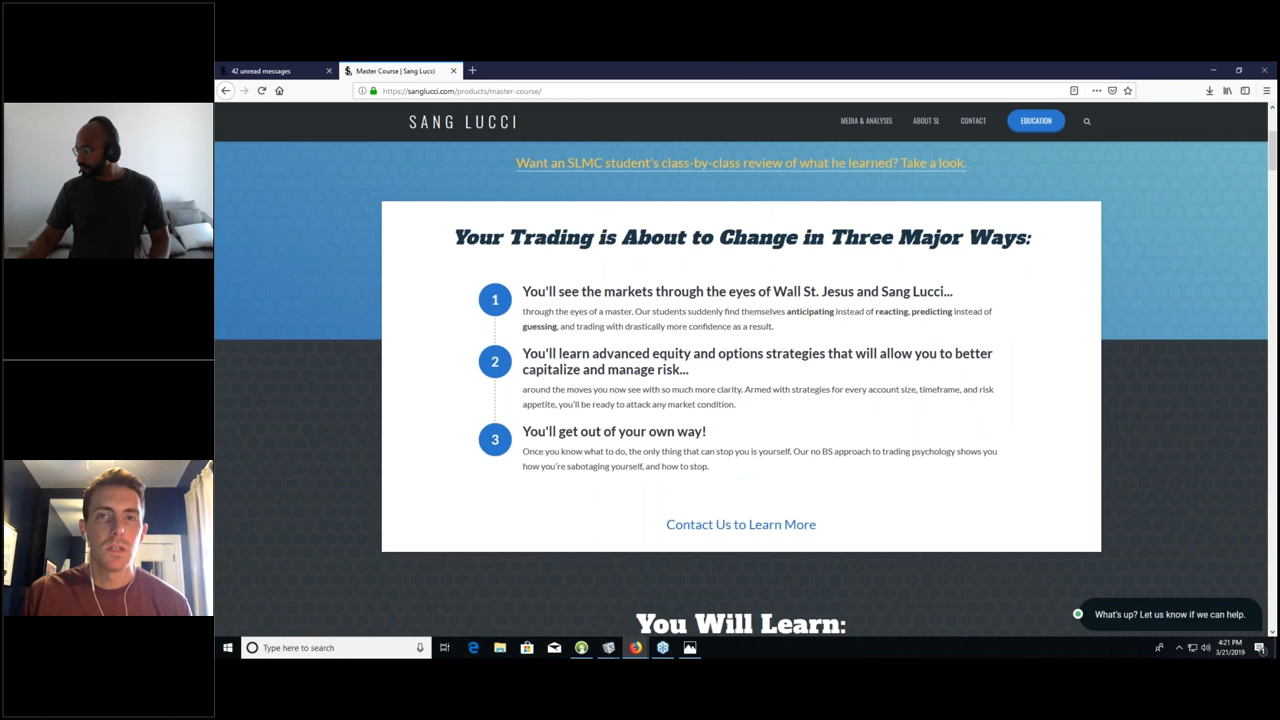 42 unread messages
Master Course | Sang Lucci
https://sanglucci.com/products/master-course/
SANG LUCCI
MEDIA & ANALYSIS
ABOUT SL
CONTACT
EDUCATION
Want an SLMC student's class-by-class review of what he learned? Take a look.
Your Trading is About to Change in Three Major Ways:
1
You'll see the markets through the eyes of Wall St. Jesus and Sang Lucci...
through the eyes of a master. Our students suddenly find themselves anticipating instead of reacting, predicting instead of
guessing, and trading with drastically more confidence as a result.
2
You'll learn advanced equity and options strategies that will allow you to better
capitalize and manage risk...
around the moves you now see with so much more clarity. Armed with strategies for every account size, timeframe, and risk
appetite, you'll be ready to attack any market condition.
3
You'll get out of your own way!
Once you know what to do, the only thing that can stop you is yourself. Our no BS approach to trading psychology shows you
how you're sabotaging yourself, and how to stop.
Contact Us to Learn More
You Will Learn:
What's up? Let us know if we can help.
Type here to search
4:21 PM
3/21/2019